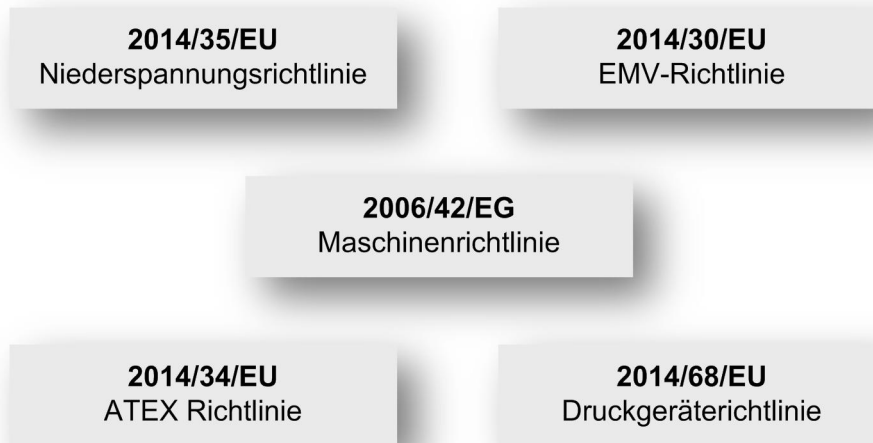 2014/35/EU
Niederspannungsrichtlinie
2014/30/EU
EMV-Richtlinie
2006/42/EG
Maschinenrichtlinie
2014/34/EU
ATEX Richtlinie
2014/68/EU
Druckgeräterichtlinie